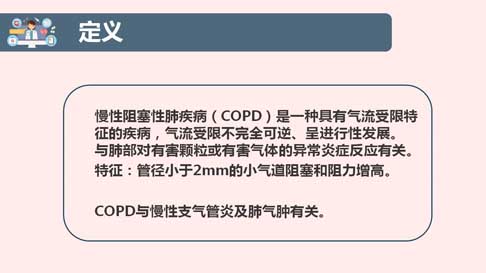 定义
慢性阻塞性肺疾病（COPD）是一种具有气流受限特
征的疾病，气流受限不完全可逆、呈进行性发展。
与肺部对有害颗粒或有害气体的异常炎症反应有关。
特征：管径小于2mm的小气道阻塞和阻力增高。
COPD与慢性支气管炎及肺气肿有关。